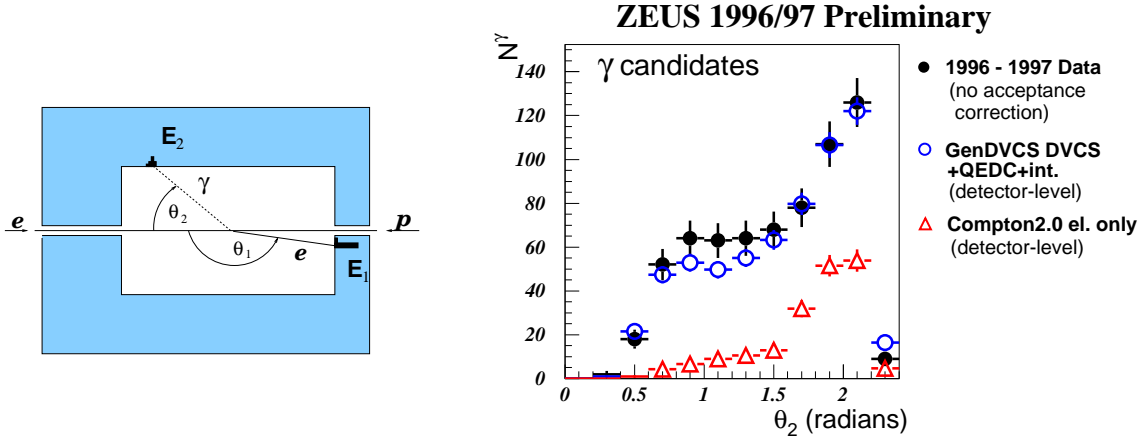 ZEUS 1996/97 Preliminary
E2
γ
θ2
e
p
θ1
e
E1
Nγ
γ candidates
140
120
100
80
60
40
20
0
0.5
1
1.5
2
θ2 (radians)
1996 - 1997 Data
(no acceptance
correction)
GenDVCS DVCS
+QEDC+int.
(detector-level)
Compton2.0 el. only
(detector-level)